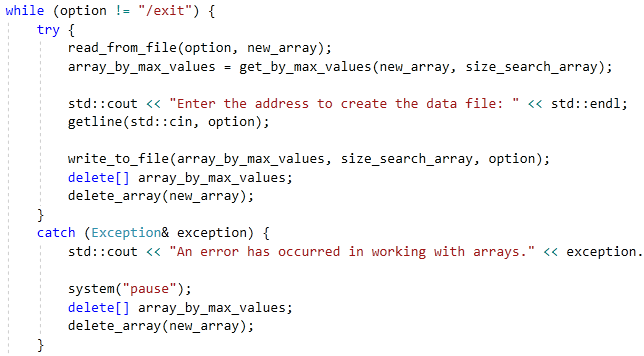 while (option != "/exit") {
try {
read_from_file(option, new_array);
array_by_max_values = get_by_max_values(new_array, size_search_array);
std::cout << "Enter the address to create the data file: " << std::endl;
getline(std::cin, option);
write_to_file(array_by_max_values, size_search_array, option);
delete[] array_by_max_values;
delete_array(new_array);
}
catch (Exception& exception) {
std::cout << "An error has occurred in working with arrays." << exception.
system("pause");
delete[] array_by_max_values;
delete_array(new_array);
}